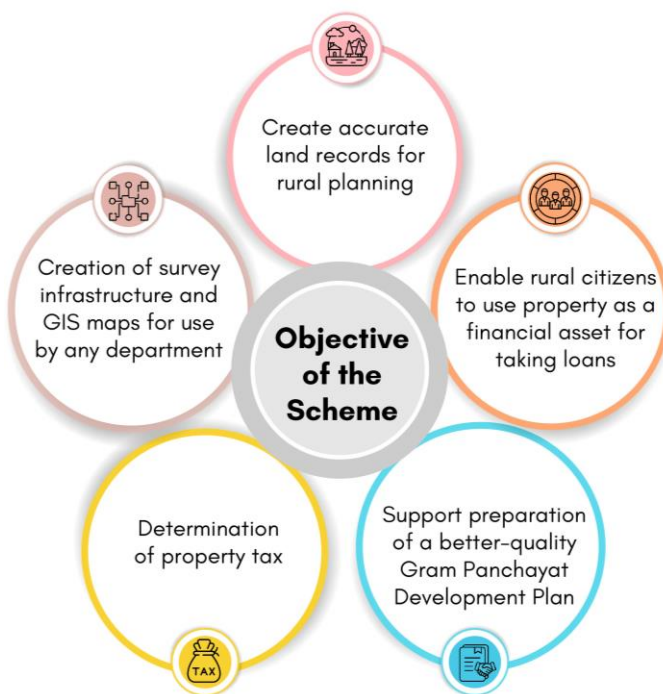 Create accurate
land records for
rural planning
Creation of survey
infrastructure and
GIS maps for use
by any department
Enable rural citizens
to use property as a
financial asset for
taking loans
Objective
of the
Scheme
Determination
of property tax
Support preparation
of a better-quality
Gram Panchayat
Development Plan
TAX